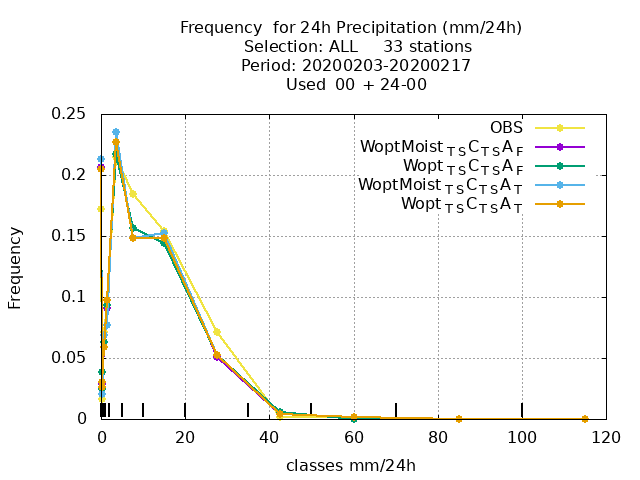 Frequency  for 24h Precipitation (mm/24h)
Selection: ALL     33 stations
Period: 20200203-20200217
Used  00 + 24-00
OBS
WoptMoist TS C TS A F
Wopt TS C TS A F
WoptMoist TS C TS A T
Wopt TS C TS A T
Frequency
0.25
0.2
0.15
0.1
0.05
0
0 20 40 60 80 100 120
classes mm/24h